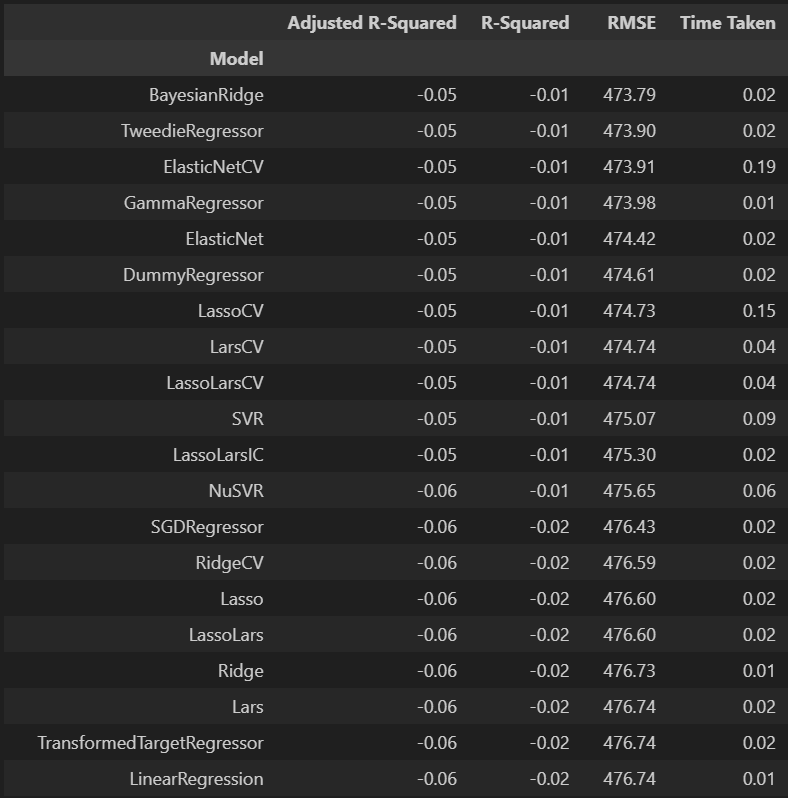 Adjusted R-Squared R-Squared RMSE Time Taken
Model
BayesianRidge -0.05 -0.01 473.79 0.02
TweedieRegressor -0.05 -0.01 473.90 0.02
ElasticNetCV -0.05 -0.01 473.91 0.19
GammaRegressor -0.05 -0.01 473.98 0.01
ElasticNet -0.05 -0.01 474.42 0.02
DummyRegressor -0.05 -0.01 474.61 0.02
LassoCV -0.05 -0.01 474.73 0.15
LarsCV -0.05 -0.01 474.74 0.04
LassoLarsCV -0.05 -0.01 474.74 0.04
SVR -0.05 -0.01 475.07 0.09
LassoLarsIC -0.05 -0.01 475.30 0.02
NuSVR -0.06 -0.01 475.65 0.06
SGDRegressor -0.06 -0.02 476.43 0.02
RidgeCV -0.06 -0.02 476.59 0.02
Lasso -0.06 -0.02 476.60 0.02
LassoLars -0.06 -0.02 476.60 0.02
Ridge -0.06 -0.02 476.73 0.01
Lars -0.06 -0.02 476.74 0.02
TransformedTargetRegressor -0.06 -0.02 476.74 0.02
LinearRegression -0.06 -0.02 476.74 0.01